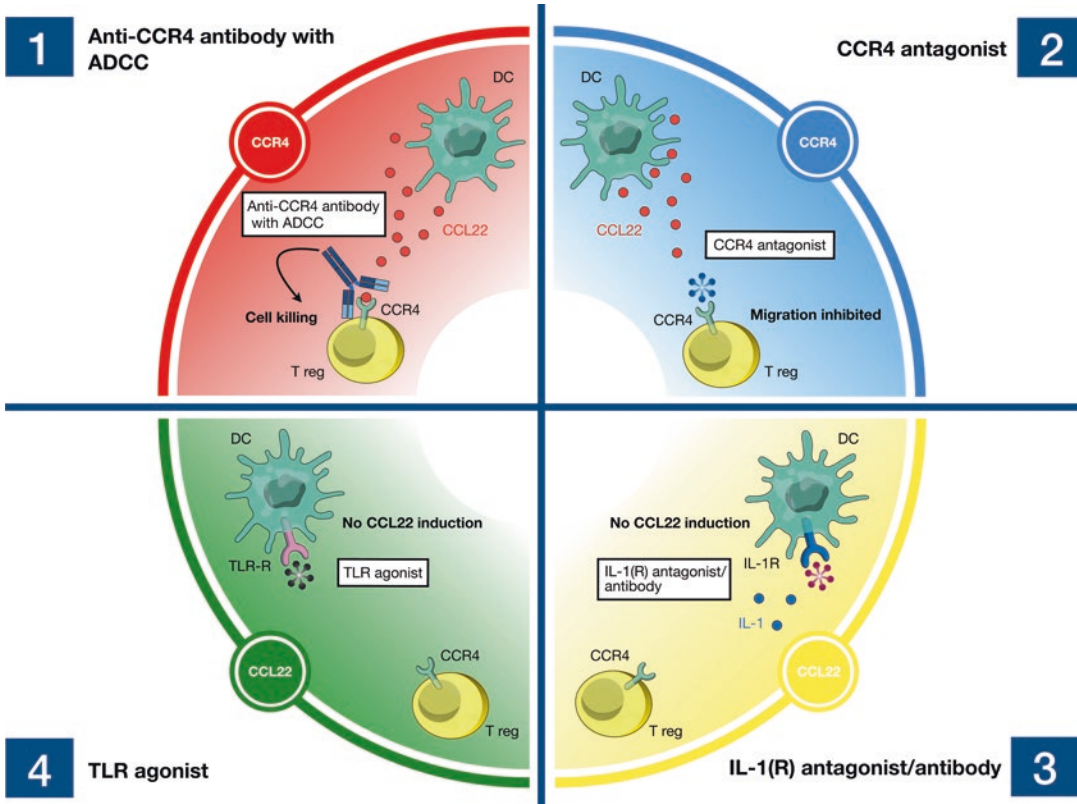 1
Anti-CCR4 antibody with
ADCC
CCR4
DC
Anti-CCR4 antibody
with ADCC
CCL22
Cell killing
CCR4
T reg
2
CCR4 antagonist
CCR4
DC
CCL22
CCR4 antagonist
CCR4
Migration inhibited
T reg
4
TLR agonist
CCL22
DC
No CCL22 induction
TLR-R
TLR agonist
CCR4
T reg
3
IL-1(R) antagonist/antibody
CCL22
DC
No CCL22 induction
IL-1(R) antagonist/
antibody
IL-1R
IL-1
CCR4
T reg